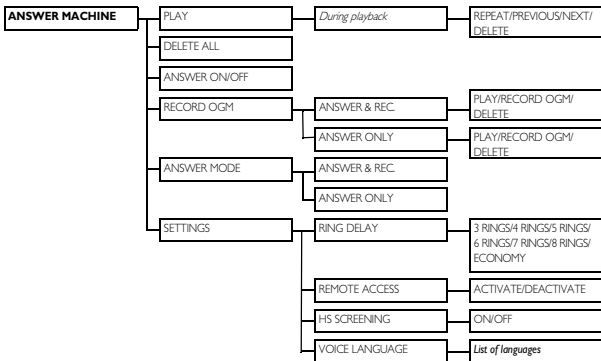 ANSWER MACHINE
PLAY
During playback
REPEAT/PREVIOUS/NEXT/
DELETE
DELETE ALL
ANSWER ON/OFF
RECORD OGM
ANSWER & REC.
PLAY/RECORD OGM/
DELETE
ANSWER ONLY
PLAY/RECORD OGM/
DELETE
ANSWER MODE
ANSWER & REC.
ANSWER ONLY
SETTINGS
RING DELAY
3 RINGS/4 RINGS/5 RINGS/
6 RINGS/7 RINGS/8 RINGS/
ECONOMY
REMOTE ACCESS
ACTIVATE/DEACTIVATE
HS SCREENING
ON/OFF
VOICE LANGUAGE
List of languages